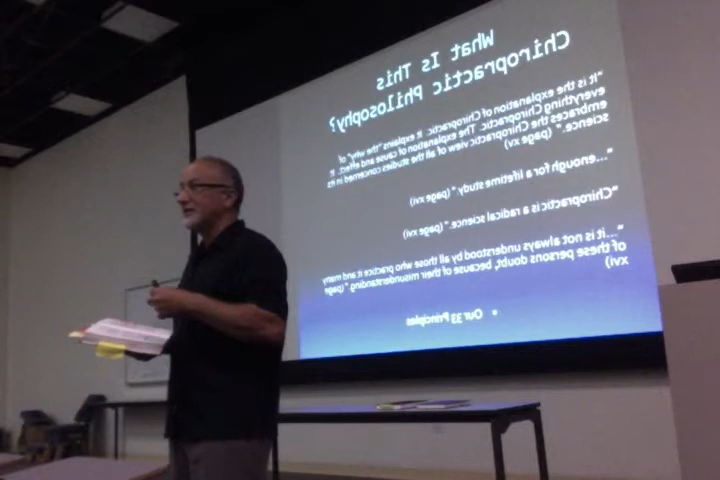 What Is This
Chiropractic Philosophy?
"It is the explanation of Chiropractic. It explains "the why" of
everything Chiropractic. The explanation of cause and effect. It
embraces the Chiropractic view of all the studies concerned in its
science." (page xv)
"...enough for a lifetime study." (page xvi)
"Chiropractic is a radical science." (page xvi)
"...it is not always understood by all those who practice it and many
of these persons doubt, because of their misunderstanding." (page
xvi)
• Our 33 Principles